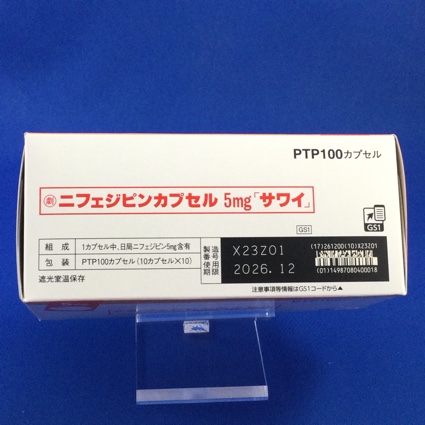 PTP100カプセル
劇 ニフェジピンカプセル 5mg「サワイ」
GS1
GS1
組成 1カプセル中、日局ニフェジピン5mg含有
包装 PTP100カプセル(10カプセル×10)
遮光室温保存
製造番号 X23Z01
使用期限 2026.12
(17)261200(10)X23Z01
(01)14987080400018
注意事項等情報はGS1コードから▲